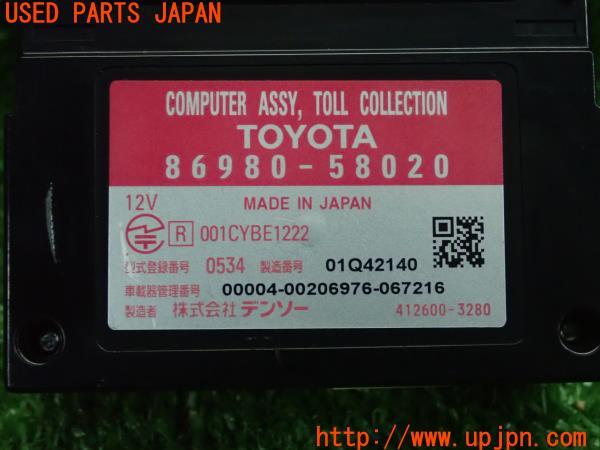 USED PARTS JAPAN
COMPUTER ASSY, TOLL COLLECTION
TOYOTA
86980-58020
12V MADE IN JAPAN
R 001CYBE1222
型式登録番号 0534 製造番号 01Q42140
車載器管理番号 00004-00206976-067216
製造者 株式会社デンソー 412600-3280
http://www.upjpn.com